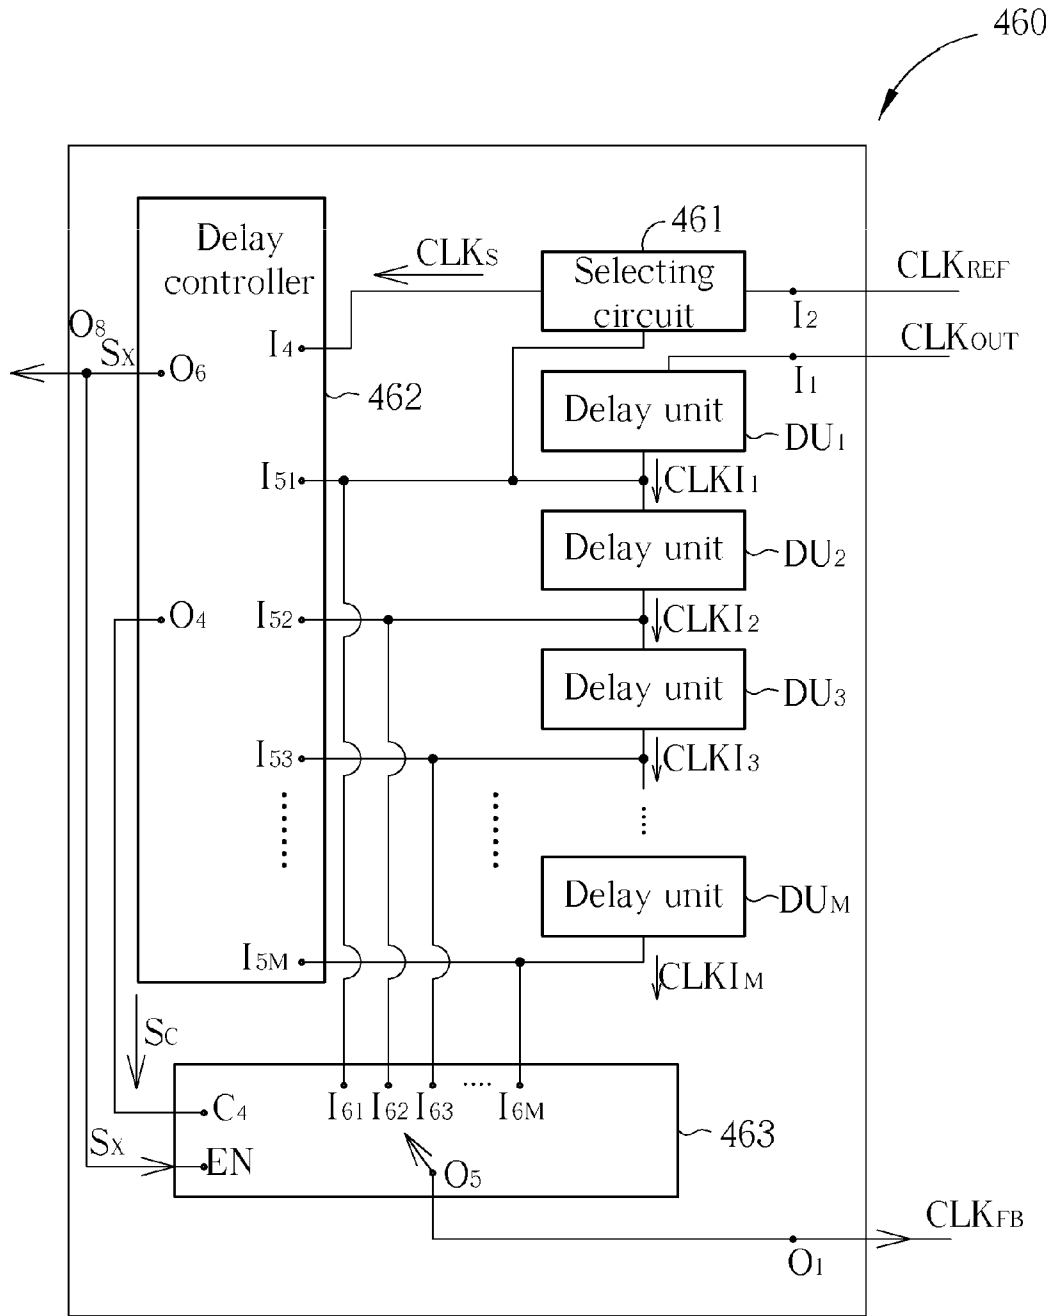 460
461
Delay
controller
CLKS
Selecting
circuit
CLKREF
I2
CLKOUT
I1
O8
SX
O6
I4
462
Delay unit
DU1
I51
CLKI1
Delay unit
DU2
O4
I52
CLKI2
Delay unit
DU3
I53
CLKI3
Delay unit
DUM
I5M
CLKIM
SC
I61 I62 I63 I6M
C4
463
SX
EN
O5
CLKFB
O1